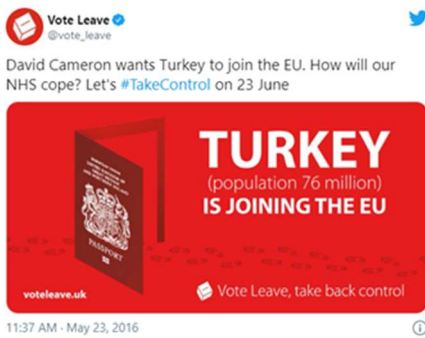 Vote Leave
@vote_leave
David Cameron wants Turkey to join the EU. How will our
NHS cope? Let's #TakeControl on 23 June
TURKEY
(population 76 million)
IS JOINING THE EU
PASSPORT
voteleave.uk
Vote Leave, take back control
11:37 AM · May 23, 2016